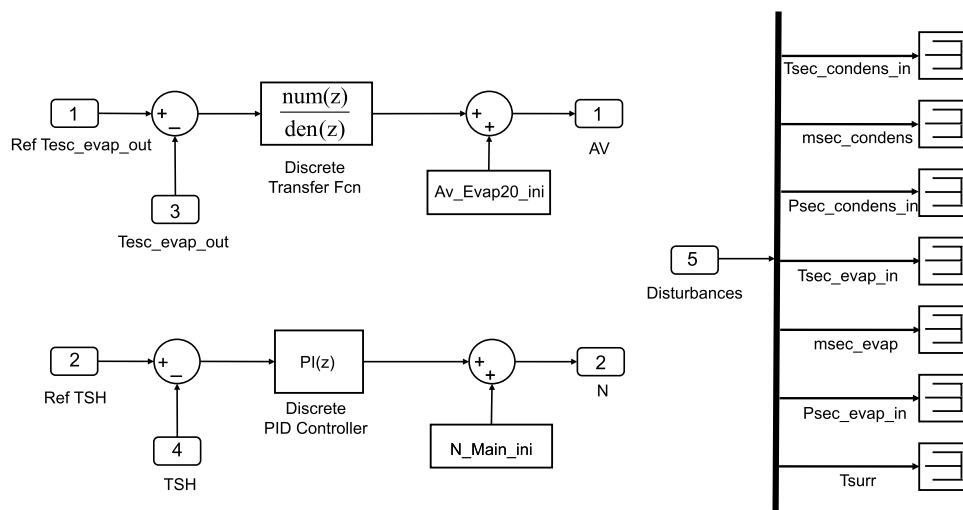 1
Ref Tesc_evap_out
+
−
3
Tesc_evap_out
num(z)
den(z)
Discrete
Transfer Fcn
+
+
Av_Evap20_ini
1
AV
2
Ref TSH
+
−
4
TSH
PI(z)
Discrete
PID Controller
+
+
N_Main_ini
2
N
5
Disturbances
Tsec_condens_in
msec_condens
Psec_condens_in
Tsec_evap_in
msec_evap
Psec_evap_in
Tsurr